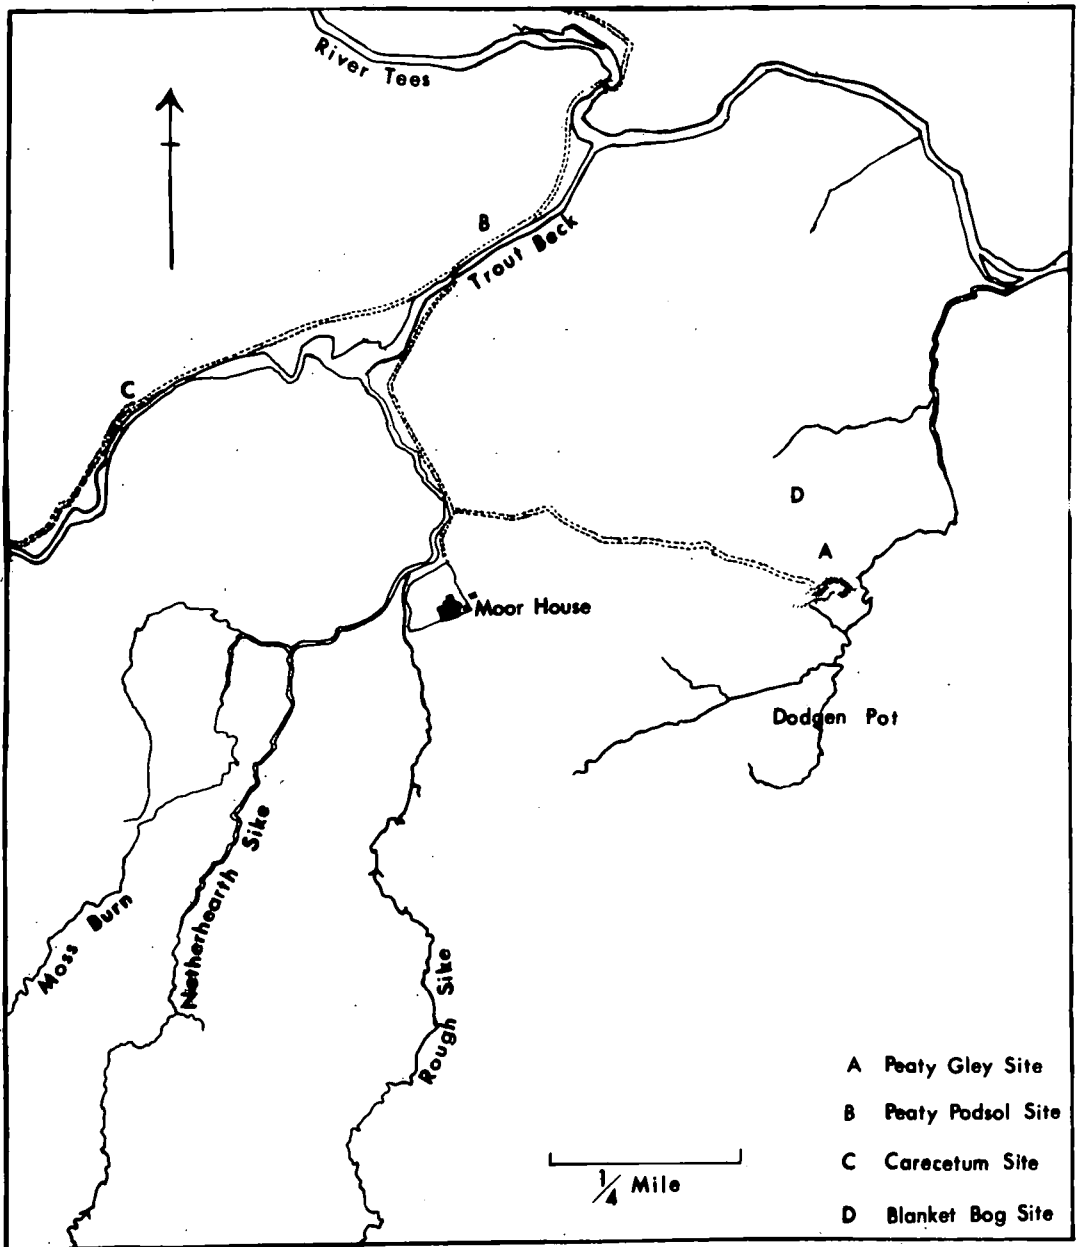 River Tees
B
Trout Beck
C
D
A
Moor House
Dodgen Pot
Netherhearth Sike
Moss Burn
Rough Sike
A Peaty Gley Site
B Peaty Podsol Site
C Carecetum Site
D Blanket Bog Site
1/4 Mile